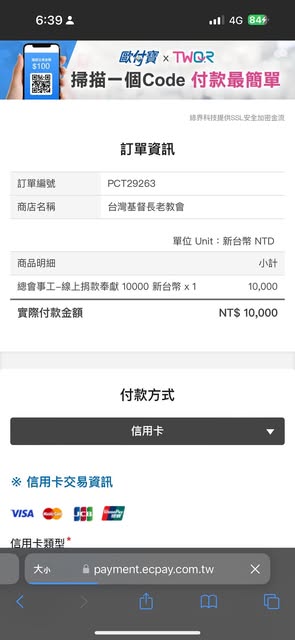 6:39
4G 84
歐付寶 x TWQR
掃描一個Code 付款最簡單
$100
綠界科技提供SSL安全加密金流
訂單資訊
訂單編號 PCT29263
商店名稱 台灣基督長老教會
單位 Unit：新台幣 NTD
商品明細 小計
總會事工-線上捐款奉獻 10000 新台幣 x 1 10,000
實際付款金額 NT$ 10,000
付款方式
信用卡
※ 信用卡交易資訊
VISA MasterCard JCB UnionPay 銀聯
信用卡類型*
大小 payment.ecpay.com.tw